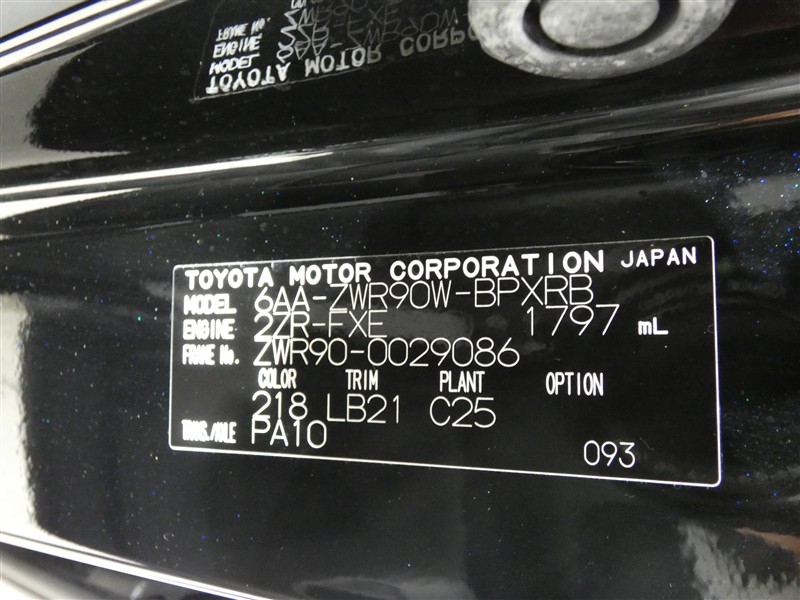 TOYOTA MOTOR CORPORATION JAPAN
MODEL 6AA-ZWR90W-BPXRB
ENGINE 2ZR-FXE 1797 mL
FRAME No. ZWR90-0029086
COLOR TRIM PLANT OPTION
218 LB21 C25
TRANS./AXLE PA10
093